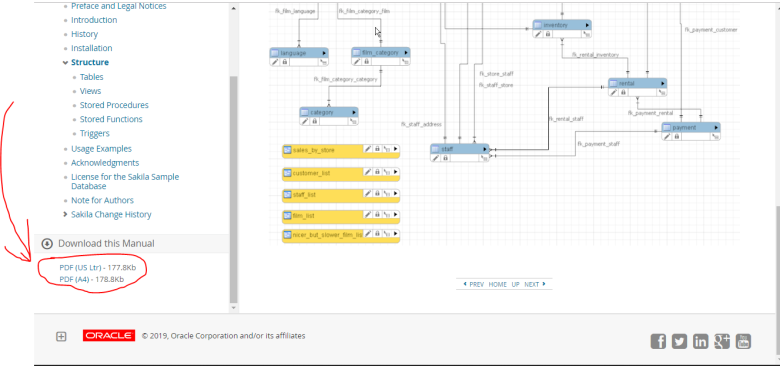 Preface and Legal Notices
Introduction
History
Installation
Structure
Tables
Views
Stored Procedures
Stored Functions
Triggers
Usage Examples
Acknowledgments
License for the Sakila Sample
Database
Note for Authors
Sakila Change History
Download this Manual
PDF (US Ltr) - 177.8Kb
PDF (A4) - 178.8Kb
fk_film_language
fk_film_category_film
language
film_category
fk_film_category_category
category
inventory
fk_payment_customer
fk_rental_inventory
fk_store_staff
fk_staff_store
rental
fk_staff_address
fk_rental_staff
fk_payment_rental
payment
staff
fk_payment_staff
sales_by_store
customer_list
staff_list
film_list
nicer_but_slower_film_lis
PREV HOME UP NEXT
ORACLE © 2019, Oracle Corporation and/or its affiliates